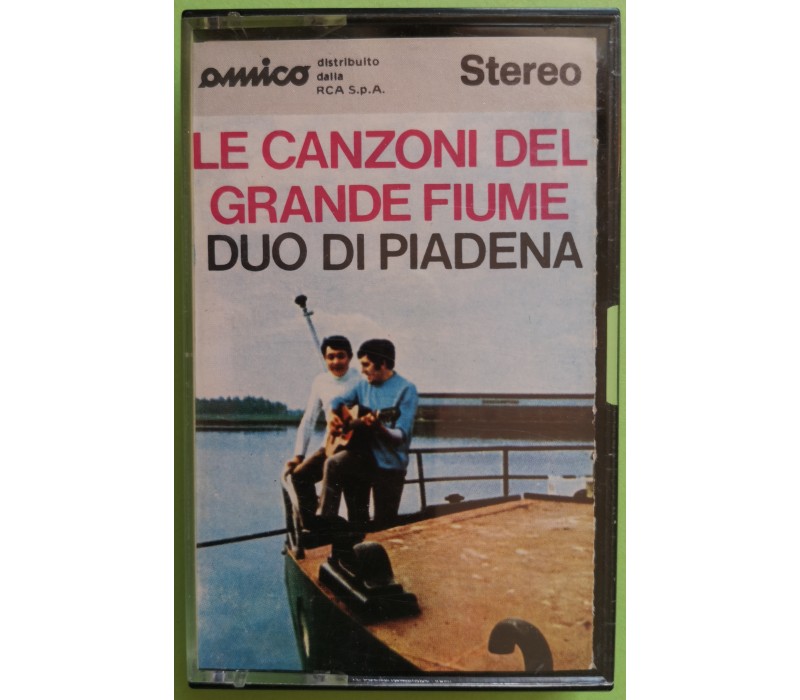 amico
distribuito
dalla
RCA S.p.A.
Stereo
LE CANZONI DEL
GRANDE FIUME
DUO DI PIADENA